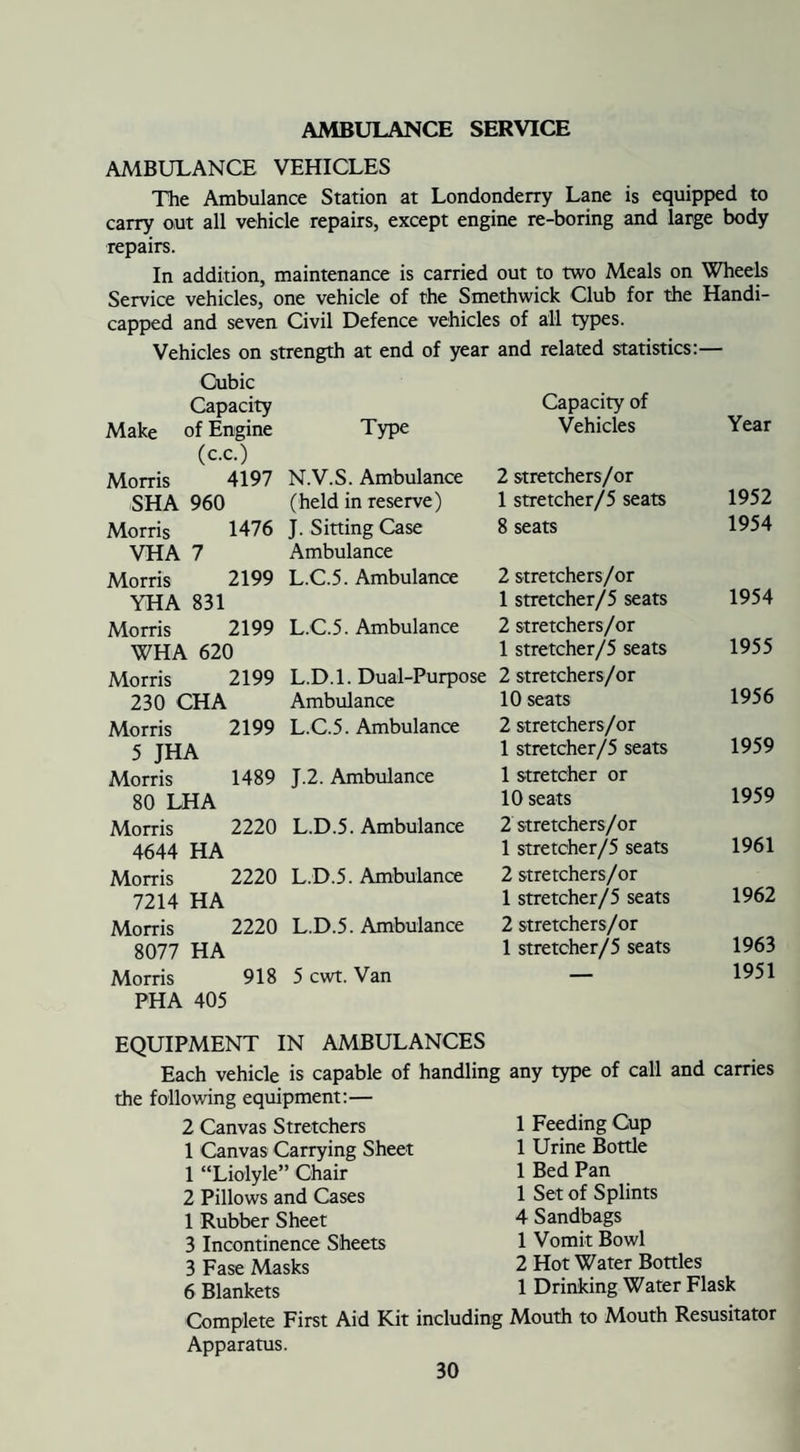 AMBULANCE SERVICE
AMBULANCE VEHICLES
The Ambulance Station at Londonderry Lane is equipped to
carry out all vehicle repairs, except engine re-boring and large body
repairs.
In addition, maintenance is carried out to two Meals on Wheels
Service vehicles, one vehicle of the Smethwick Club for the Handi-
capped and seven Civil Defence vehicles of all types.
Vehicles on strength at end of year and related statistics:—
Cubic
Capacity Capacity of
Make of Engine Type Vehicles Year
(c.c.)
Morris 4197 N.V.S. Ambulance 2 stretchers/or
SHA 960 (held in reserve) 1 stretcher/5 seats 1952
Morris 1476 J. Sitting Case 8 seats 1954
VHA 7 Ambulance
Morris 2199 L.C.5. Ambulance 2 stretchers/or
YHA 831 1 stretcher/5 seats 1954
Morris 2199 L.C.5. Ambulance 2 stretchers/or
WHA 620 1 stretcher/5 seats 1955
Morris 2199 L.D.1. Dual-Purpose 2 stretchers/or
230 CHA Ambulance 10 seats 1956
Morris 2199 L.C.5. Ambulance 2 stretchers/or
5 JHA 1 stretcher/5 seats 1959
Morris 1489 J.2. Ambulance 1 stretcher or
80 LHA 10 seats 1959
Morris 2220 L.D.5. Ambulance 2 stretchers/or
4644 HA 1 stretcher/5 seats 1961
Morris 2220 L.D.5. Ambulance 2 stretchers/or
7214 HA 1 stretcher/5 seats 1962
Morris 2220 L.D.5. Ambulance 2 stretchers/or
8077 HA 1 stretcher/5 seats 1963
Morris 918 5 cwt. Van — 1951
PHA 405
EQUIPMENT IN AMBULANCES
Each vehicle is capable of handling any type of call and carries
the following equipment:—
2 Canvas Stretchers 1 Feeding Cup
1 Canvas Carrying Sheet 1 Urine Bottle
1 “Liolyle” Chair 1 Bed Pan
2 Pillows and Cases 1 Set of Splints
1 Rubber Sheet 4 Sandbags
3 Incontinence Sheets 1 Vomit Bowl
3 Fase Masks 2 Hot Water Bottles
6 Blankets 1 Drinking Water Flask
Complete First Aid Kit including Mouth to Mouth Resusitator
Apparatus.
30